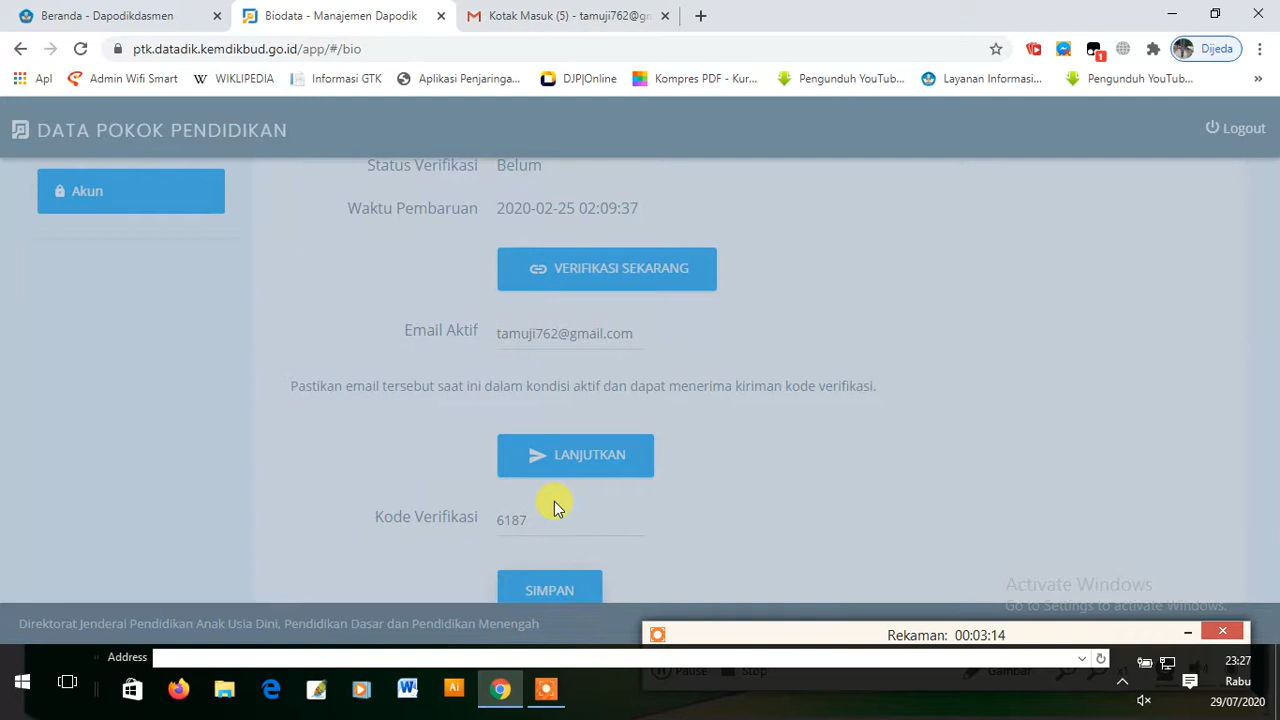 Beranda - Dapodikdasmen
Biodata - Manajemen Dapodik
Kotak Masuk (5) - tamuji762@gm
ptk.datadik.kemdikbud.go.id/app/#/bio
Dijeda
Apl
Admin Wifi Smart
WIKLIPEDIA
Informasi GTK
Aplikasi Penjaringa...
DJP|Online
Kompres PDF - Kur...
Pengunduh YouTub...
Layanan Informasi...
Pengunduh YouTub...
DATA POKOK PENDIDIKAN
Logout
Akun
Status Verifikasi Belum
Waktu Pembaruan 2020-02-25 02:09:37
VERIFIKASI SEKARANG
Email Aktif tamuji762@gmail.com
Pastikan email tersebut saat ini dalam kondisi aktif dan dapat menerima kiriman kode verifikasi.
LANJUTKAN
Kode Verifikasi 6187
SIMPAN
Activate Windows
Go to Settings to activate Windows.
Direktorat Jenderal Pendidikan Anak Usia Dini, Pendidikan Dasar dan Pendidikan Menengah
Rekaman: 00:03:14
Address
Pause Stop
Gambar
x1
23:27
Rabu
29/07/2020